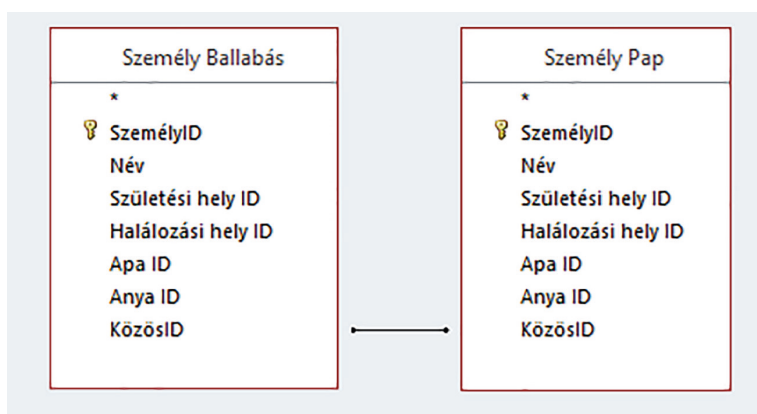 Személy Ballabás
*
SzemélyID
Név
Születési hely ID
Halálozási hely ID
Apa ID
Anya ID
KözösID
Személy Pap
*
SzemélyID
Név
Születési hely ID
Halálozási hely ID
Apa ID
Anya ID
KözösID